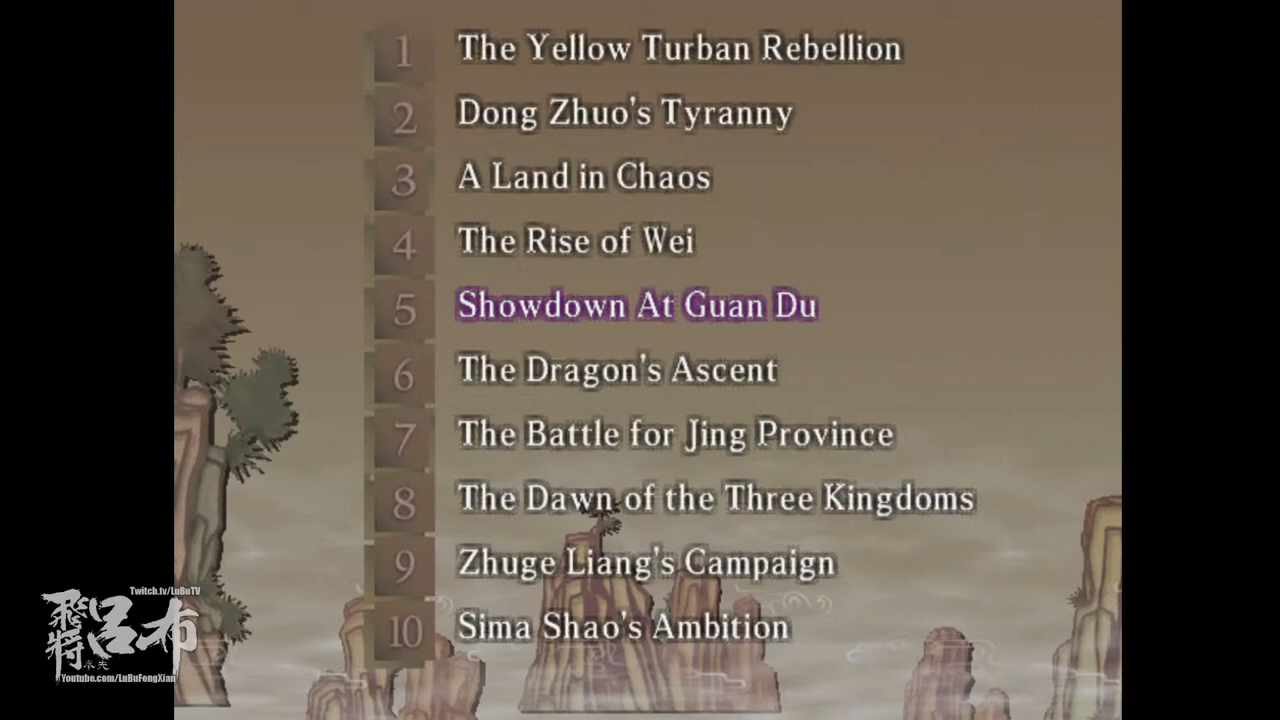 1 The Yellow Turban Rebellion
2 Dong Zhuo's Tyranny
3 A Land in Chaos
4 The Rise of Wei
5 Showdown At Guan Du
6 The Dragon's Ascent
7 The Battle for Jing Province
8 The Dawn of the Three Kingdoms
9 Zhuge Liang's Campaign
10 Sima Shao's Ambition
Twitch.tv/LuBuTV
飛將呂布
奉先
Youtube.com/LuBuFengXian